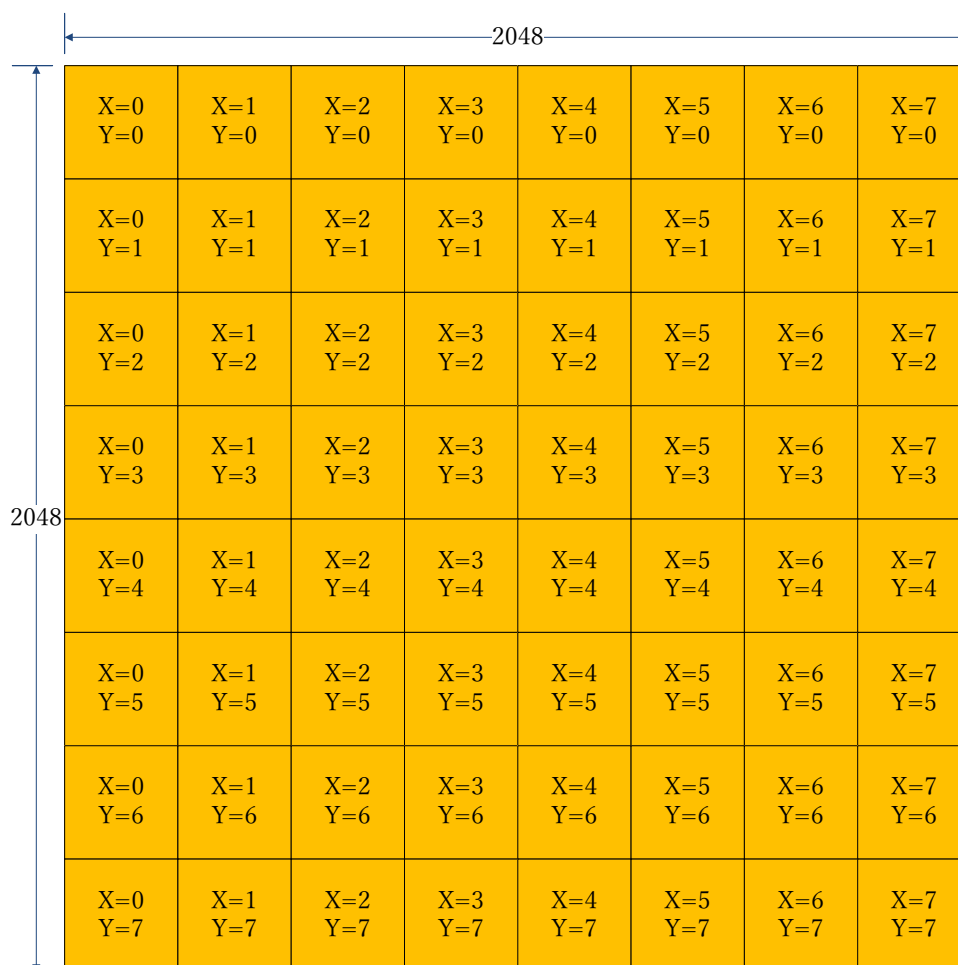 2048
X=0 X=1 X=2 X=3 X=4 X=5 X=6 X=7
Y=0 Y=0 Y=0 Y=0 Y=0 Y=0 Y=0 Y=0
X=0 X=1 X=2 X=3 X=4 X=5 X=6 X=7
Y=1 Y=1 Y=1 Y=1 Y=1 Y=1 Y=1 Y=1
X=0 X=1 X=2 X=3 X=4 X=5 X=6 X=7
Y=2 Y=2 Y=2 Y=2 Y=2 Y=2 Y=2 Y=2
X=0 X=1 X=2 X=3 X=4 X=5 X=6 X=7
Y=3 Y=3 Y=3 Y=3 Y=3 Y=3 Y=3 Y=3
2048
X=0 X=1 X=2 X=3 X=4 X=5 X=6 X=7
Y=4 Y=4 Y=4 Y=4 Y=4 Y=4 Y=4 Y=4
X=0 X=1 X=2 X=3 X=4 X=5 X=6 X=7
Y=5 Y=5 Y=5 Y=5 Y=5 Y=5 Y=5 Y=5
X=0 X=1 X=2 X=3 X=4 X=5 X=6 X=7
Y=6 Y=6 Y=6 Y=6 Y=6 Y=6 Y=6 Y=6
X=0 X=1 X=2 X=3 X=4 X=5 X=6 X=7
Y=7 Y=7 Y=7 Y=7 Y=7 Y=7 Y=7 Y=7